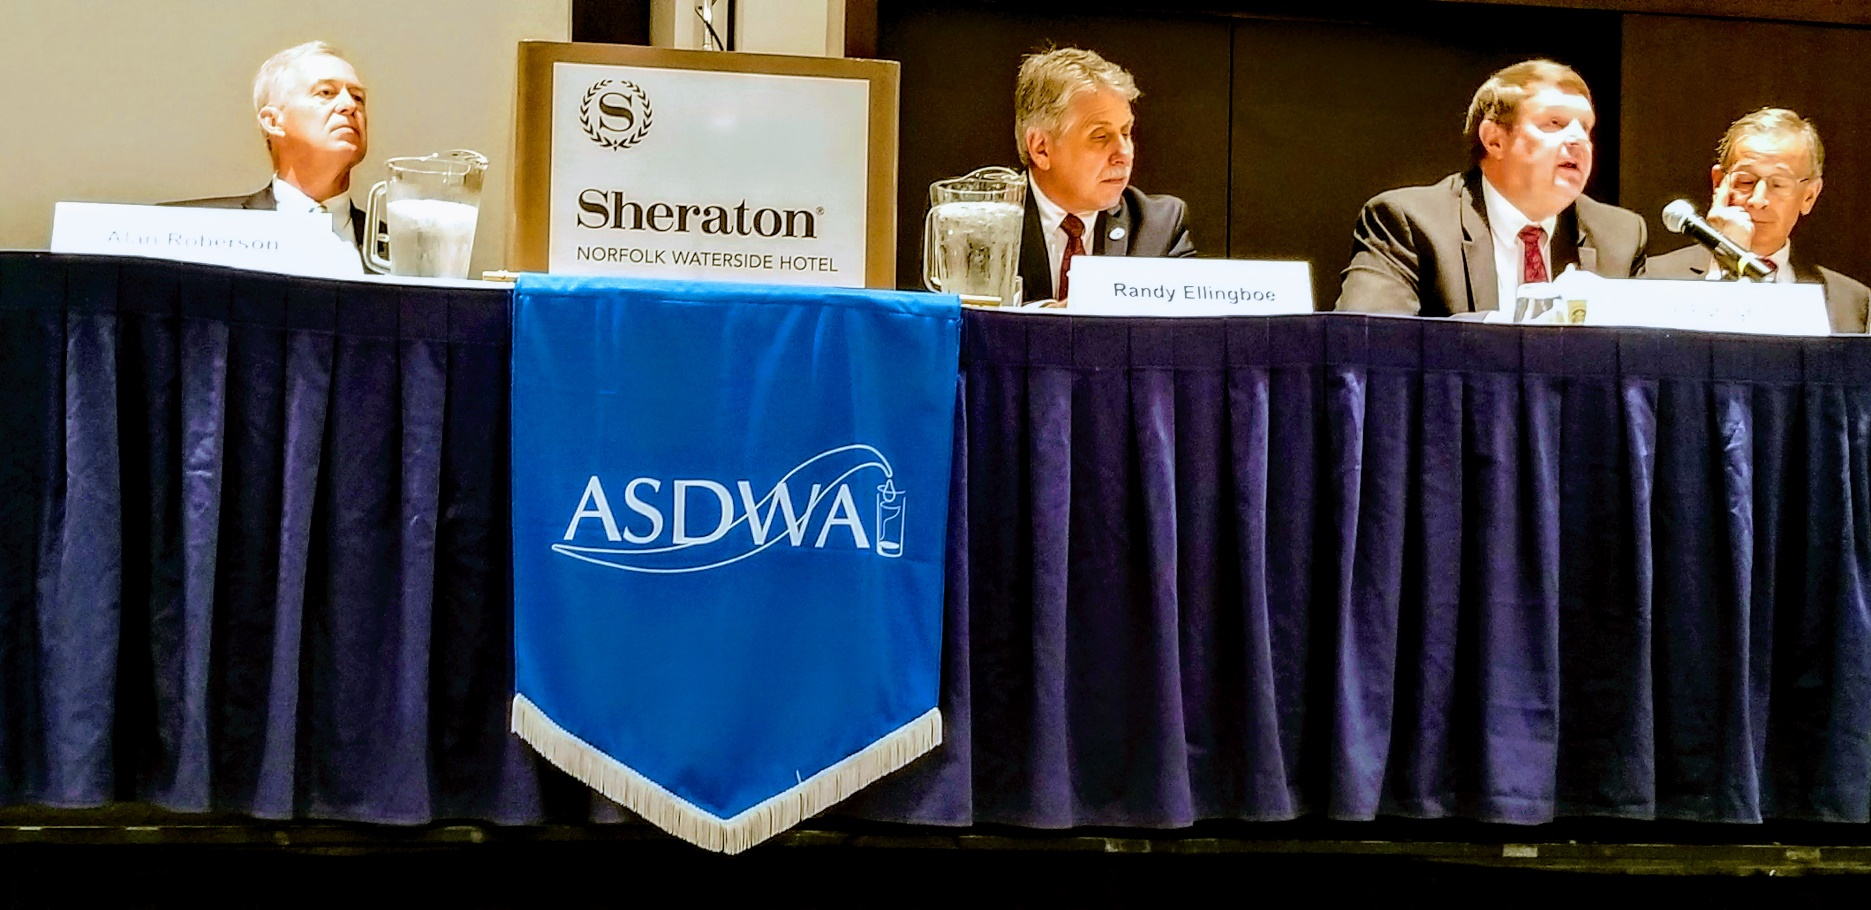 S
Sheraton®
NORFOLK WATERSIDE HOTEL
Alan Roberson
Randy Ellingboe
ASDWA